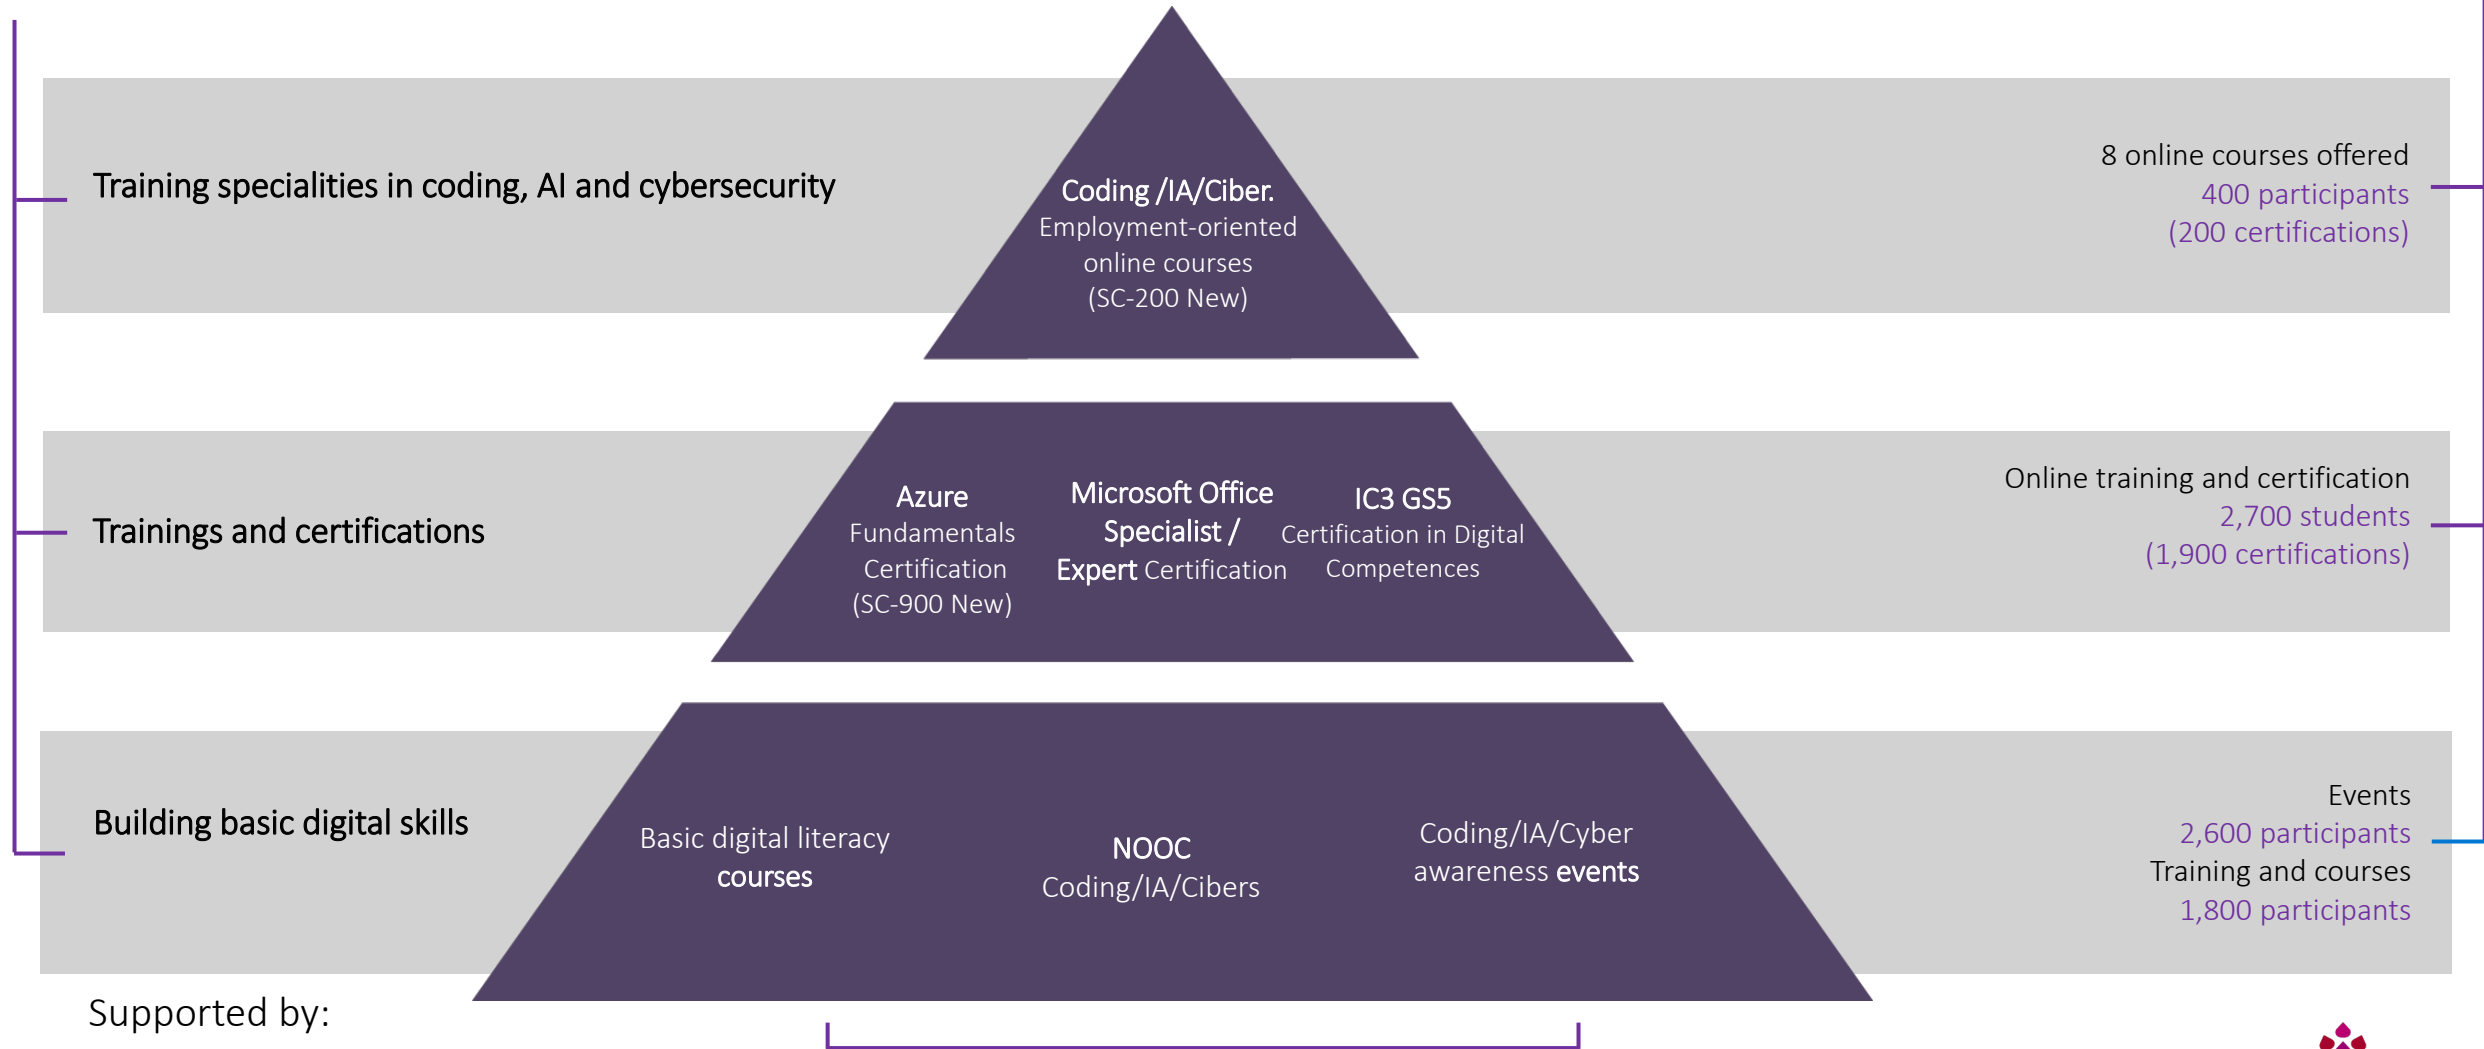 Training specialities in coding, AI and cybersecurity
Coding /IA/Ciber.
Employment-oriented
online courses
(SC-200 New)
8 online courses offered
400 participants
(200 certifications)
Trainings and certifications
Azure
Fundamentals
Certification
(SC-900 New)
Microsoft Office
Specialist /
Expert Certification
IC3 GS5
Certification in Digital
Competences
Online training and certification
2,700 students
(1,900 certifications)
Building basic digital skills
Basic digital literacy
courses
NOOC
Coding/IA/Cibers
Coding/IA/Cyber
awareness events
Events
2,600 participants
Training and courses
1,800 participants
Supported by: